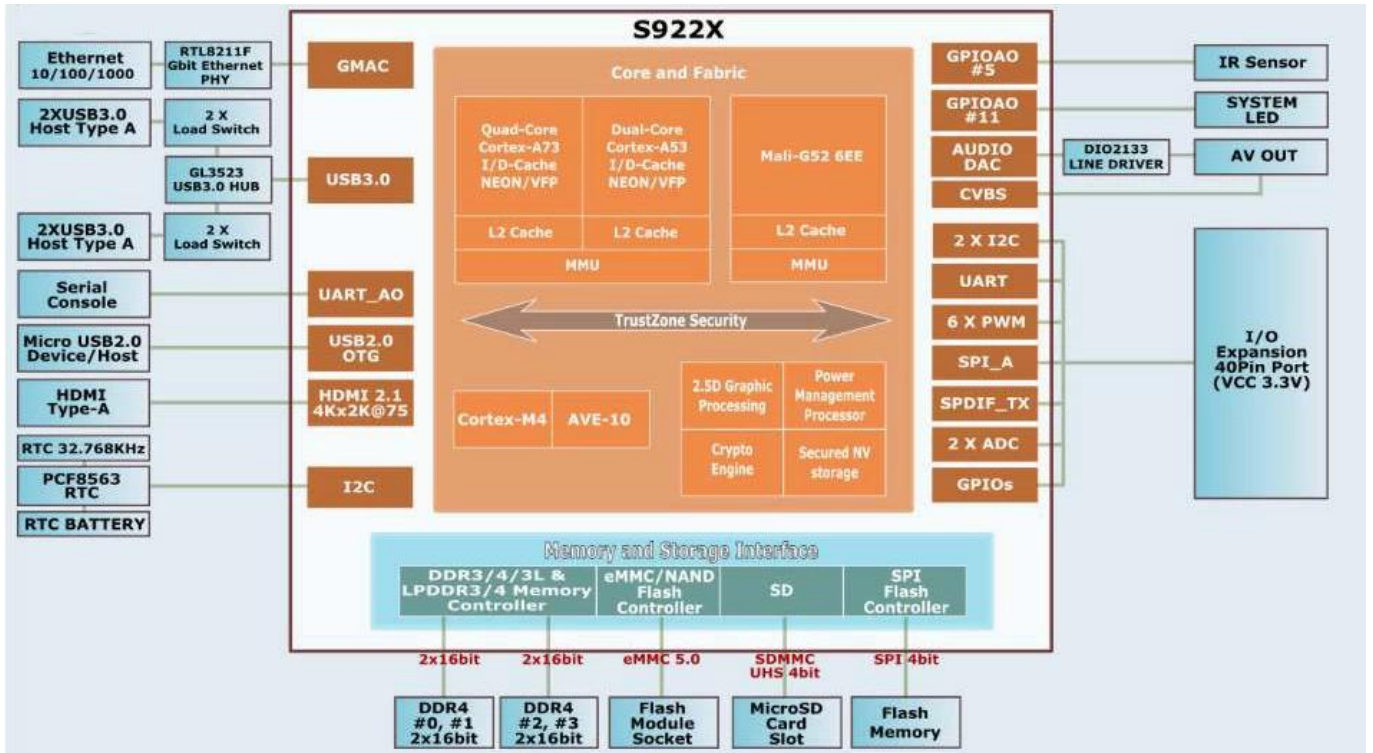 S922X
Ethernet
10/100/1000
RTL8211F
Gbit Ethernet
PHY
GMAC
2XUSB3.0
Host Type A
2 X
Load Switch
GL3523
USB3.0 HUB
USB3.0
2XUSB3.0
Host Type A
2 X
Load Switch
Serial
Console
UART_AO
Micro USB2.0
Device/Host
USB2.0
OTG
HDMI
Type-A
HDMI 2.1
4Kx2K@75
RTC 32.768KHz
PCF8563
RTC
RTC BATTERY
I2C
Core and Fabric
Quad-Core
Cortex-A73
I/D-Cache
NEON/VFP
Dual-Core
Cortex-A53
I/D-Cache
NEON/VFP
L2 Cache
L2 Cache
MMU
Mali-G52 6EE
L2 Cache
MMU
TrustZone Security
Cortex-M4
AVE-10
2.5D Graphic
Processing
Power
Management
Processor
Crypto
Engine
Secured NV
storage
GPIOAO
#5
IR Sensor
GPIOAO
#11
SYSTEM
LED
AUDIO
DAC
DIO2133
LINE DRIVER
AV OUT
CVBS
2 X I2C
UART
6 X PWM
SPI_A
SPDIF_TX
2 X ADC
GPIOs
I/O
Expansion
40Pin Port
(VCC 3.3V)
Memory and Storage Interface
DDR3/4/3L &
LPDDR3/4 Memory
Controller
eMMC/NAND
Flash
Controller
SD
SPI
Flash
Controller
2x16bit
2x16bit
eMMC 5.0
SDMMC
UHS 4bit
SPI 4bit
DDR4
#0, #1
2x16bit
DDR4
#2, #3
2x16bit
Flash
Module
Socket
MicroSD
Card
Slot
Flash
Memory